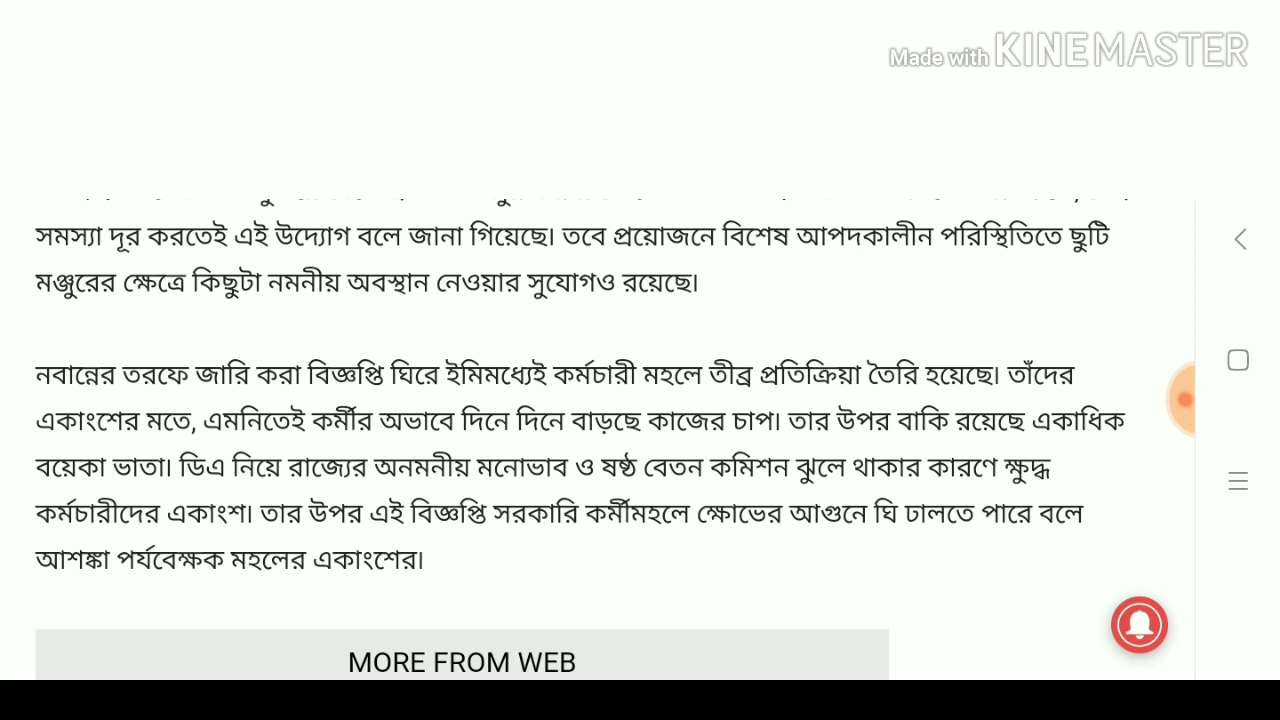 Made with KINEMASTER
সমস্যা দূর করতেই এই উদ্যোগ বলে জানা গিয়েছে। তবে প্রয়োজনে বিশেষ আপদকালীন পরিস্থিতিতে ছুটি
মঞ্জুরের ক্ষেত্রে কিছুটা নমনীয় অবস্থান নেওয়ার সুযোগও রয়েছে।
নবান্নের তরফে জারি করা বিজ্ঞপ্তি ঘিরে ইমিমধ্যেই কর্মচারী মহলে তীব্র প্রতিক্রিয়া তৈরি হয়েছে। তাঁদের
একাংশের মতে, এমনিতেই কর্মীর অভাবে দিনে দিনে বাড়ছে কাজের চাপ। তার উপর বাকি রয়েছে একাধিক
বয়েকা ভাতা। ডিএ নিয়ে রাজ্যের অনমনীয় মনোভাব ও ষষ্ঠ বেতন কমিশন ঝুলে থাকার কারণে ক্ষুদ্ধ
কর্মচারীদের একাংশ। তার উপর এই বিজ্ঞপ্তি সরকারি কর্মীমহলে ক্ষোভের আগুনে ঘি ঢালতে পারে বলে
আশঙ্কা পর্যবেক্ষক মহলের একাংশের।
MORE FROM WEB